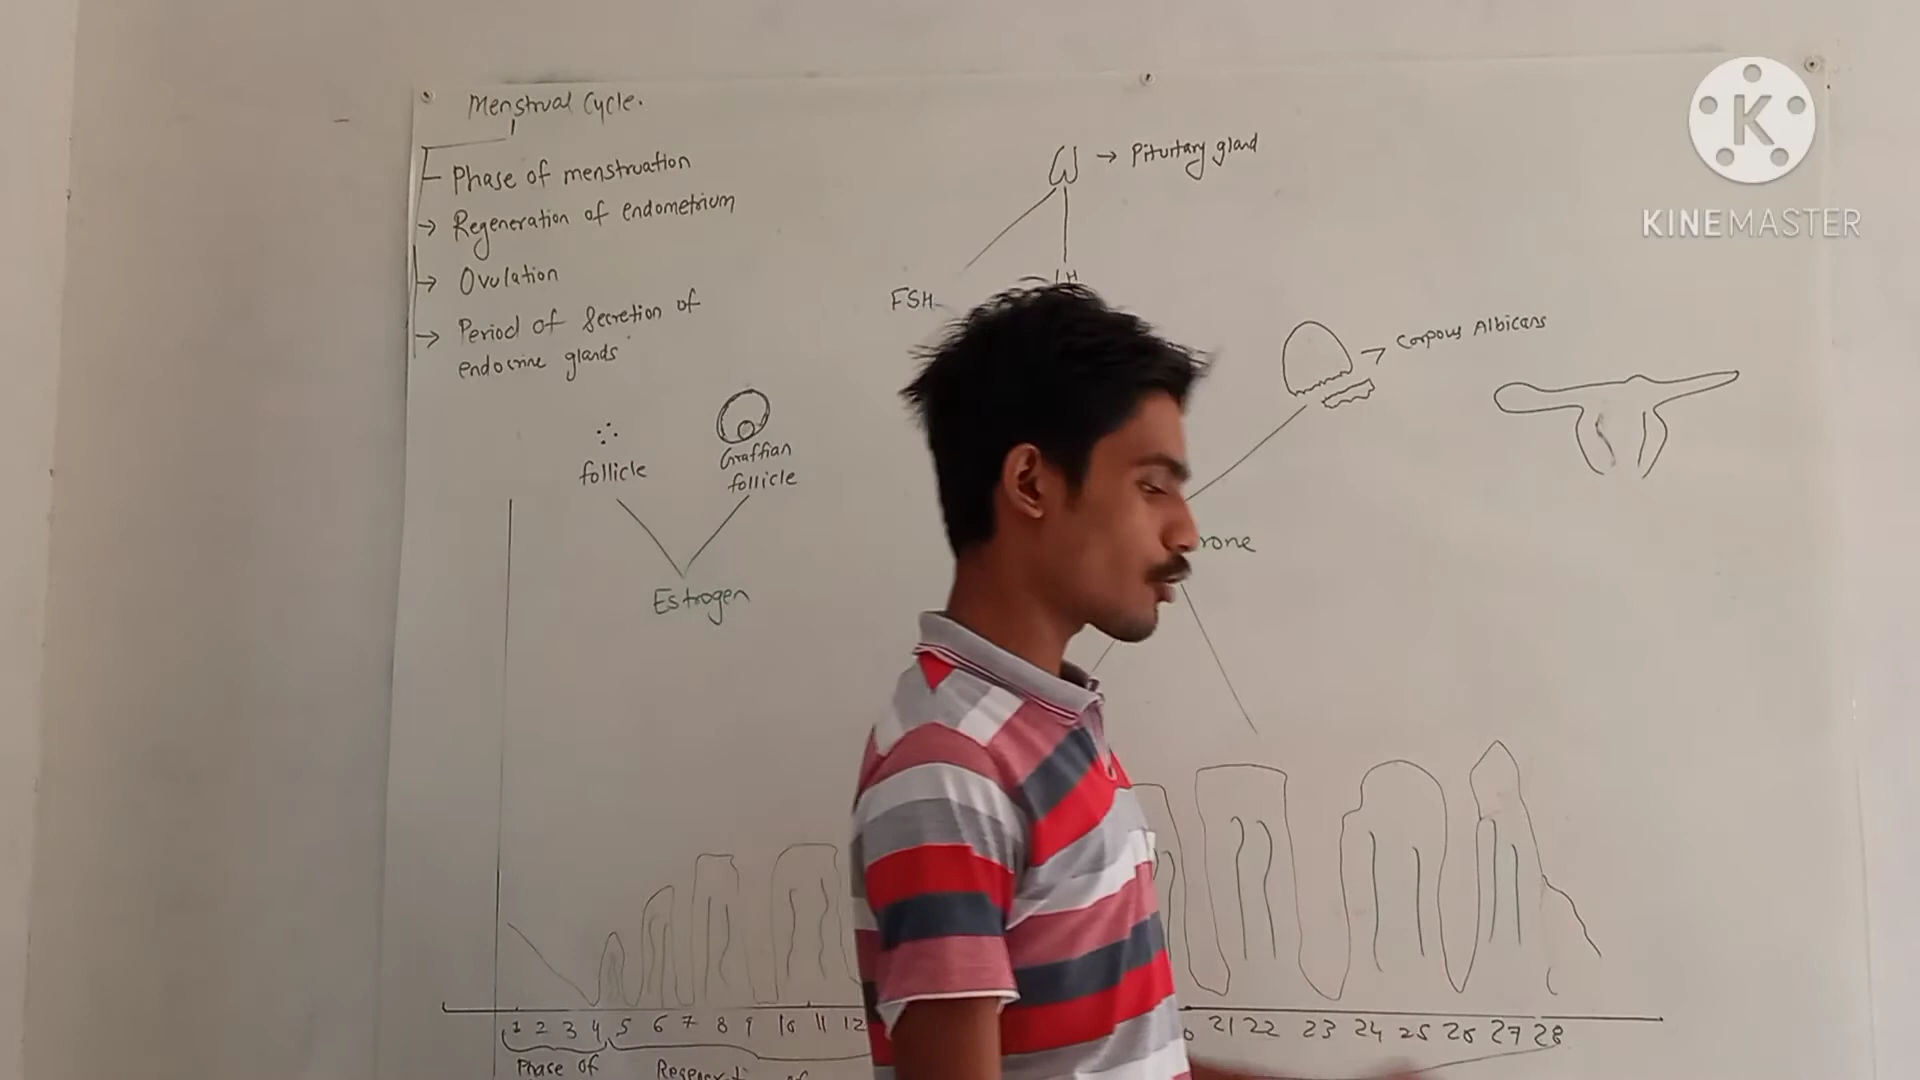 Menstrual Cycle.
Phase of menstruation
Regeneration of endometrium
Ovulation
Period of Secretion of
endocrine glands
Pituitary gland
FSH
LH
KINEMASTER
Corpous Albicans
follicle
Graffian
follicle
Estrogen
rone
1 2 3 4 5 6 7 8 9 10 11 12
21 22 23 24 25 26 27 28
Phase of